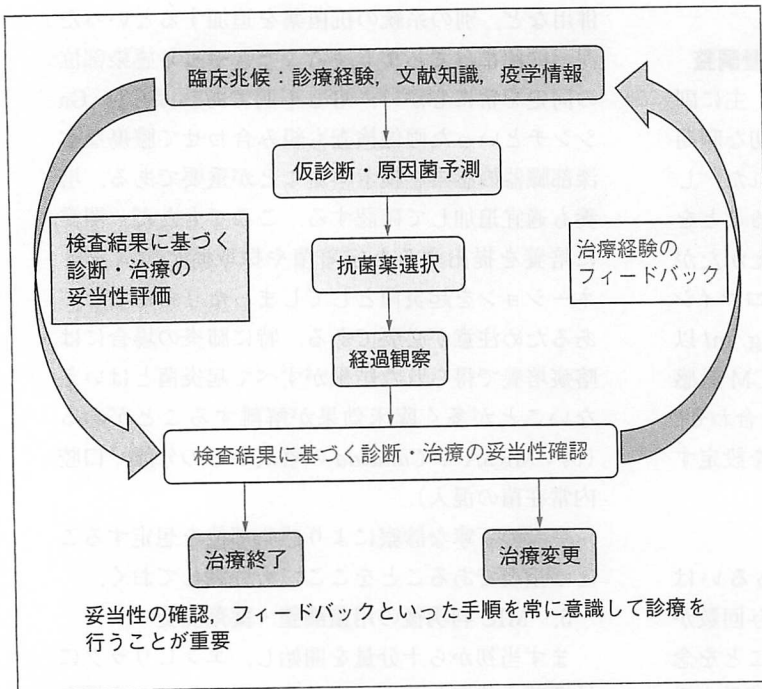 臨床兆候：診療経験，文献知識，疫学情報
仮診断・原因菌予測
検査結果に基づく
診断・治療の
妥当性評価
抗菌薬選択
治療経験の
フィードバック
経過観察
検査結果に基づく診断・治療の妥当性確認
治療終了
治療変更
妥当性の確認，フィードバックといった手順を常に意識して診療を
行うことが重要